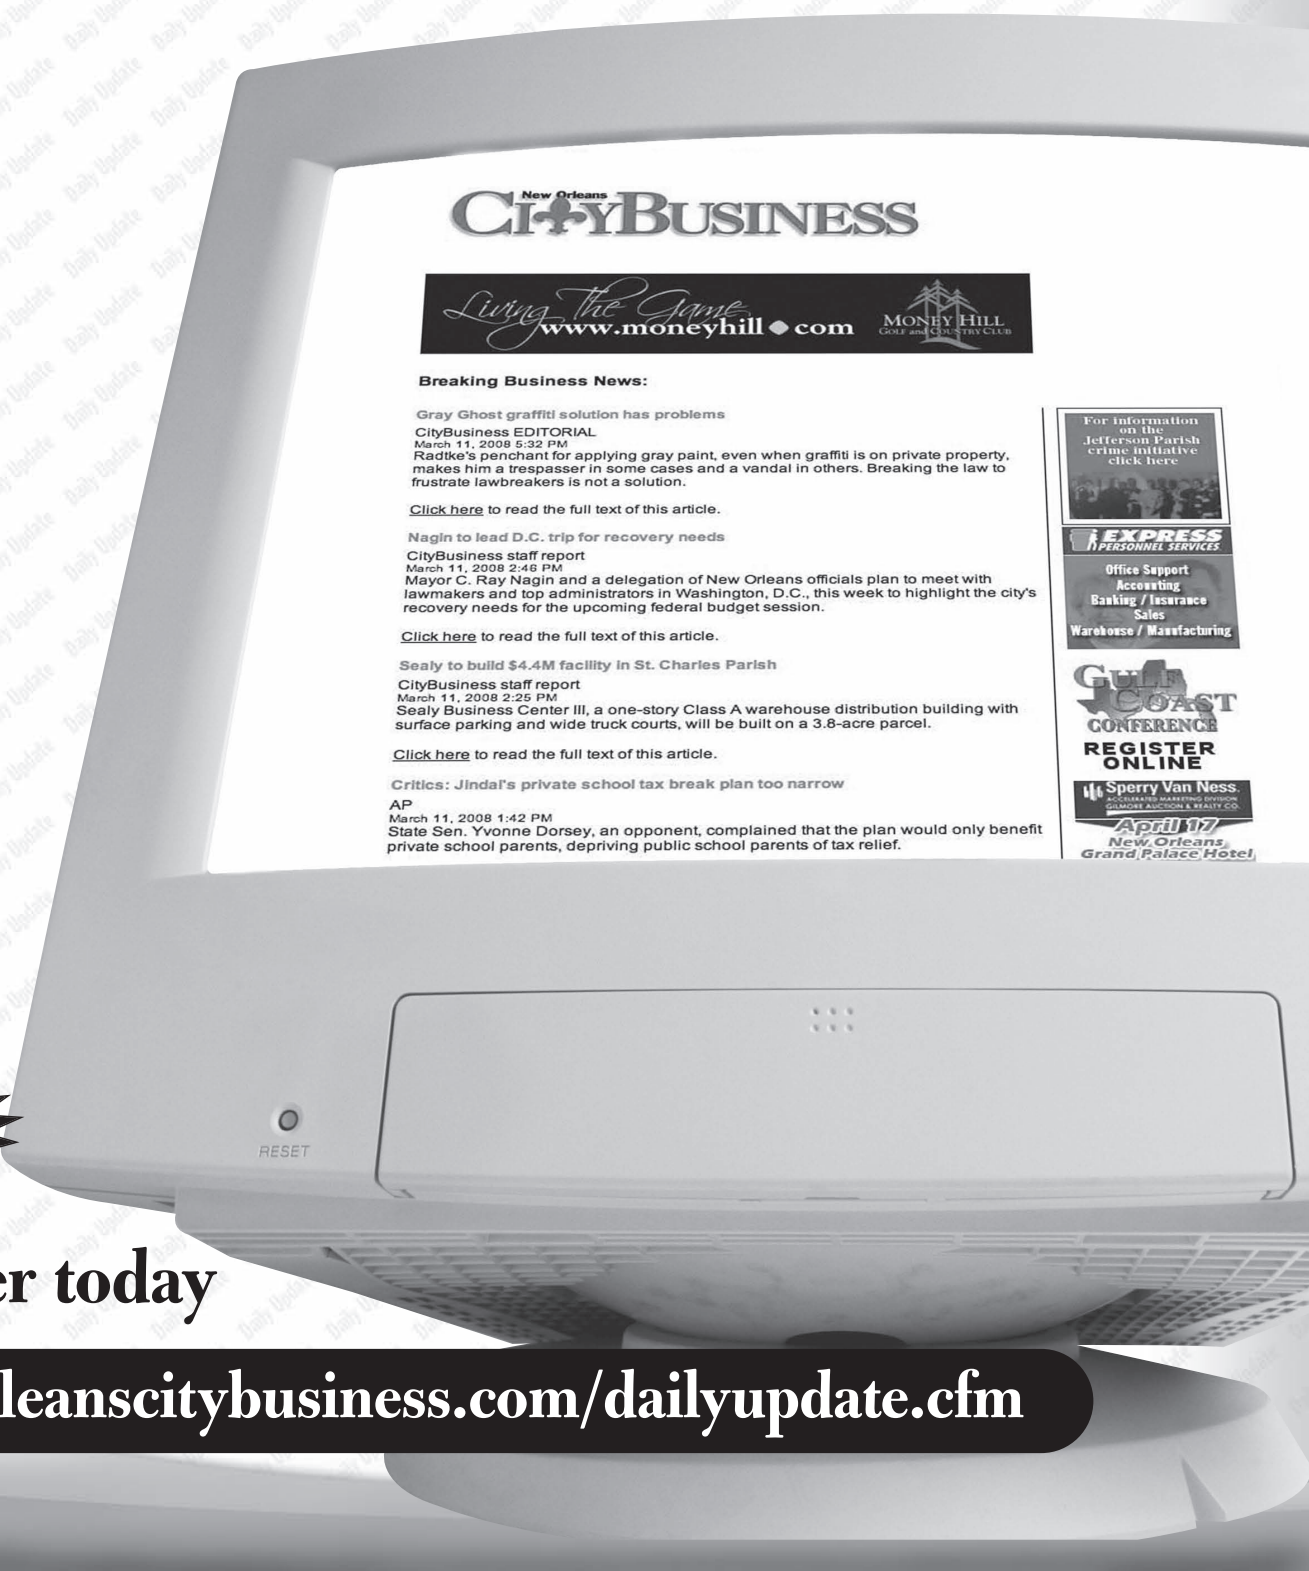 New Orleans
CITYBUSINESS
Living The Game
www.moneyhill.com
MONEY HILL
GOLF and COUNTRY CLUB
Breaking Business News:
Gray Ghost graffiti solution has problems
CityBusiness EDITORIAL
March 11, 2008 5:32 PM
Radtke's penchant for applying gray paint, even when graffiti is on private property,
makes him a trespasser in some cases and a vandal in others. Breaking the law to
frustrate lawbreakers is not a solution.
Click here to read the full text of this article.
Nagin to lead D.C. trip for recovery needs
CityBusiness staff report
March 11, 2008 2:46 PM
Mayor C. Ray Nagin and a delegation of New Orleans officials plan to meet with
lawmakers and top administrators in Washington, D.C., this week to highlight the city's
recovery needs for the upcoming federal budget session.
Click here to read the full text of this article.
Sealy to build $4.4M facility in St. Charles Parish
CityBusiness staff report
March 11, 2008 2:25 PM
Sealy Business Center III, a one-story Class A warehouse distribution building with
surface parking and wide truck courts, will be built on a 3.8-acre parcel.
Click here to read the full text of this article.
Critics: Jindal's private school tax break plan too narrow
AP
March 11, 2008 1:42 PM
State Sen. Yvonne Dorsey, an opponent, complained that the plan would only benefit
private school parents, depriving public school parents of tax relief.
For information
on the
Jefferson Parish
crime initiative
click here
EXPRESS
PERSONNEL SERVICES
Office Support
Accounting
Banking / Insurance
Sales
Warehouse / Manufacturing
GULF
COAST
CONFERENCE
REGISTER
ONLINE
Sperry Van Ness
ACCELERATED MARKETING DIVISION
GILMORE AUCTION & REALTY CO.
April 17
New Orleans
Grand Palace Hotel
RESET
er today
leanscitybusiness.com/dailyupdate.cfm
Daily Update